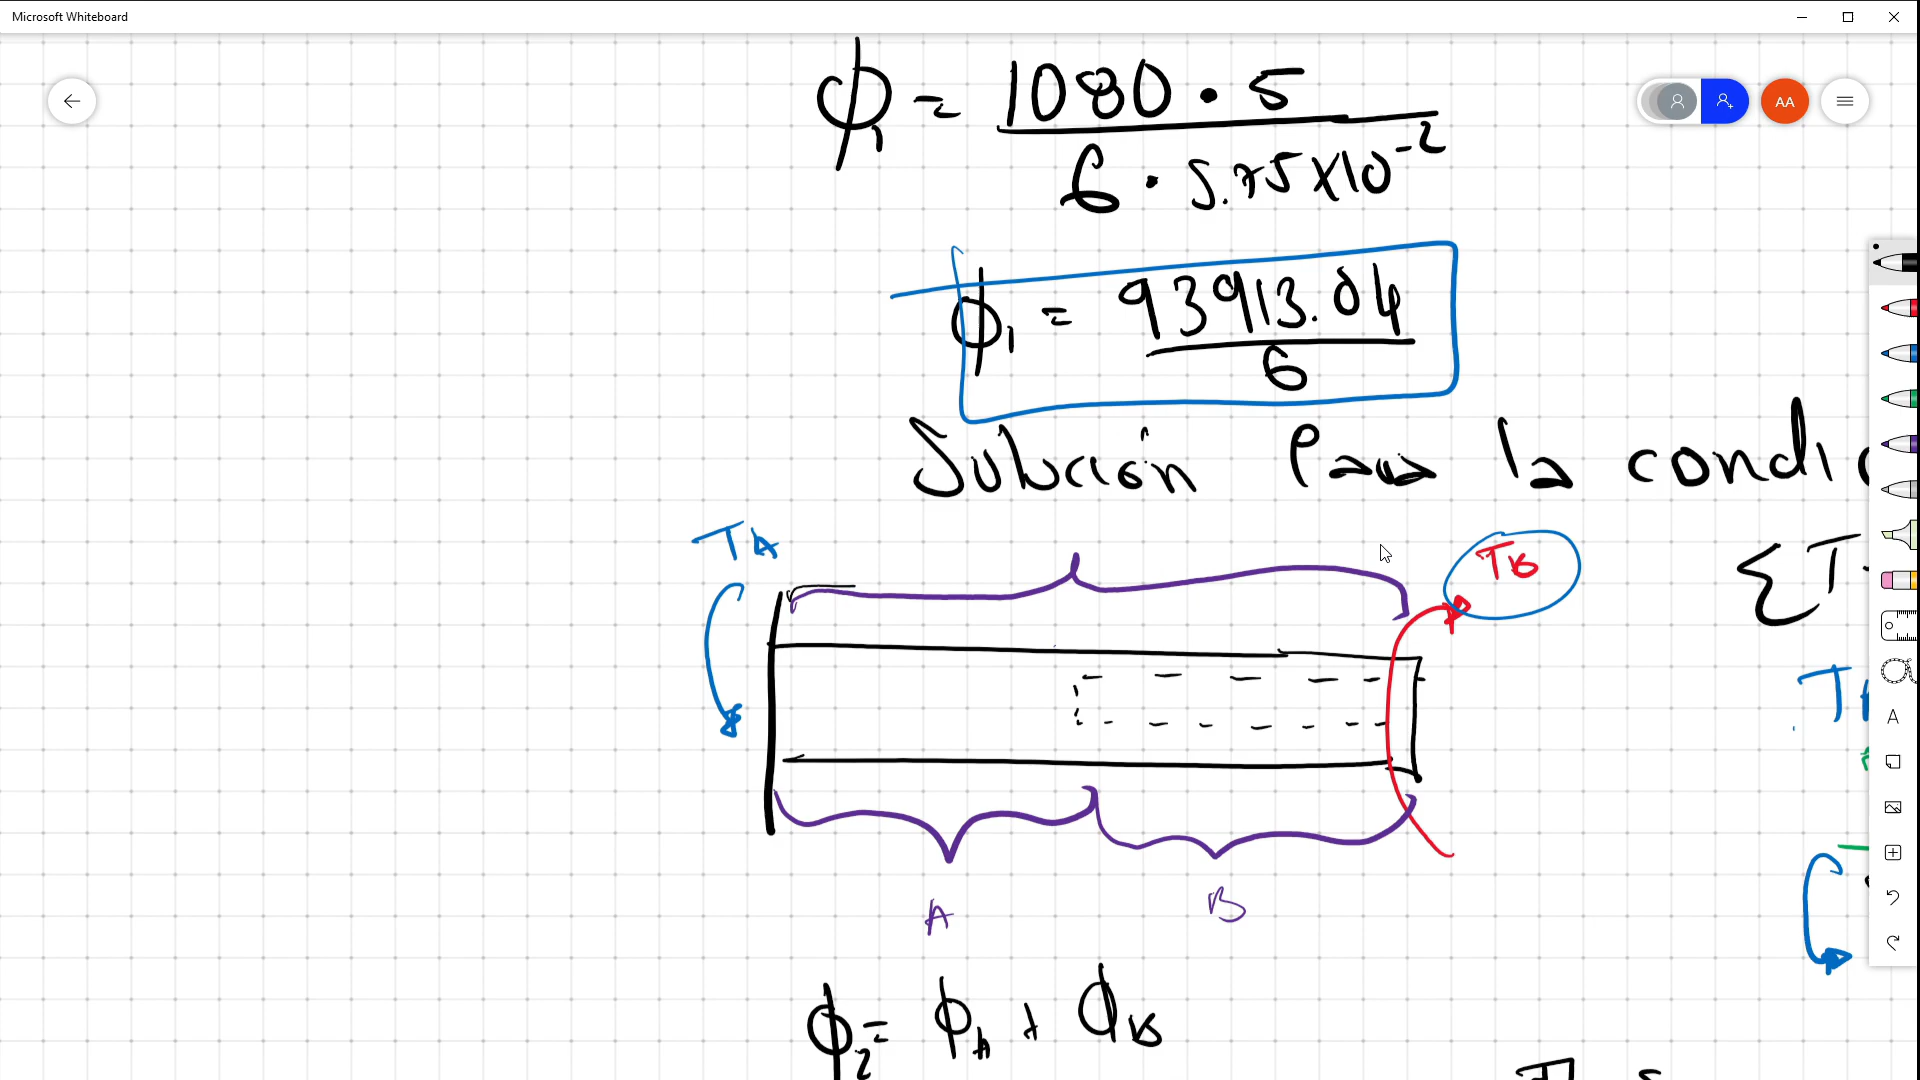 Microsoft Whiteboard
AA
ϕ₁ = 1080 · 5 / 6 · 5.75x10⁻²
ϕ₁ = 93913.04 / 6
Solución Para la condic
TA
TB
{T
T
A
B
ϕ₂ = ϕA + ϕB